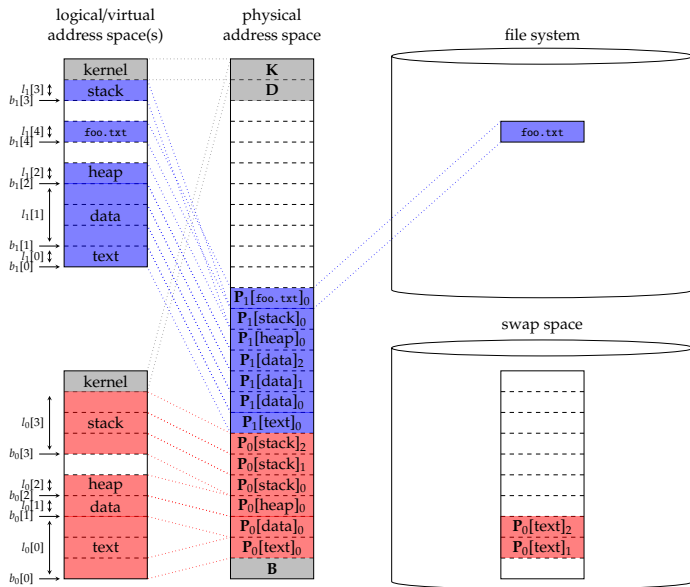 logical/virtual
address space(s)
physical
address space
file system
kernel
stack
foo.txt
heap
data
text
l₁[3]
b₁[3]
l₁[4]
b₁[4]
l₁[2]
b₁[2]
l₁[1]
b₁[1]
l₁[0]
b₁[0]
kernel
stack
heap
data
text
l₀[3]
b₀[3]
l₀[2]
b₀[2]
l₀[1]
b₀[1]
l₀[0]
b₀[0]
K
D
P₁[foo.txt]₀
P₁[stack]₀
P₁[heap]₀
P₁[data]₂
P₁[data]₁
P₁[data]₀
P₁[text]₀
P₀[stack]₂
P₀[stack]₁
P₀[stack]₀
P₀[heap]₀
P₀[data]₀
P₀[text]₀
B
foo.txt
swap space
P₀[text]₂
P₀[text]₁